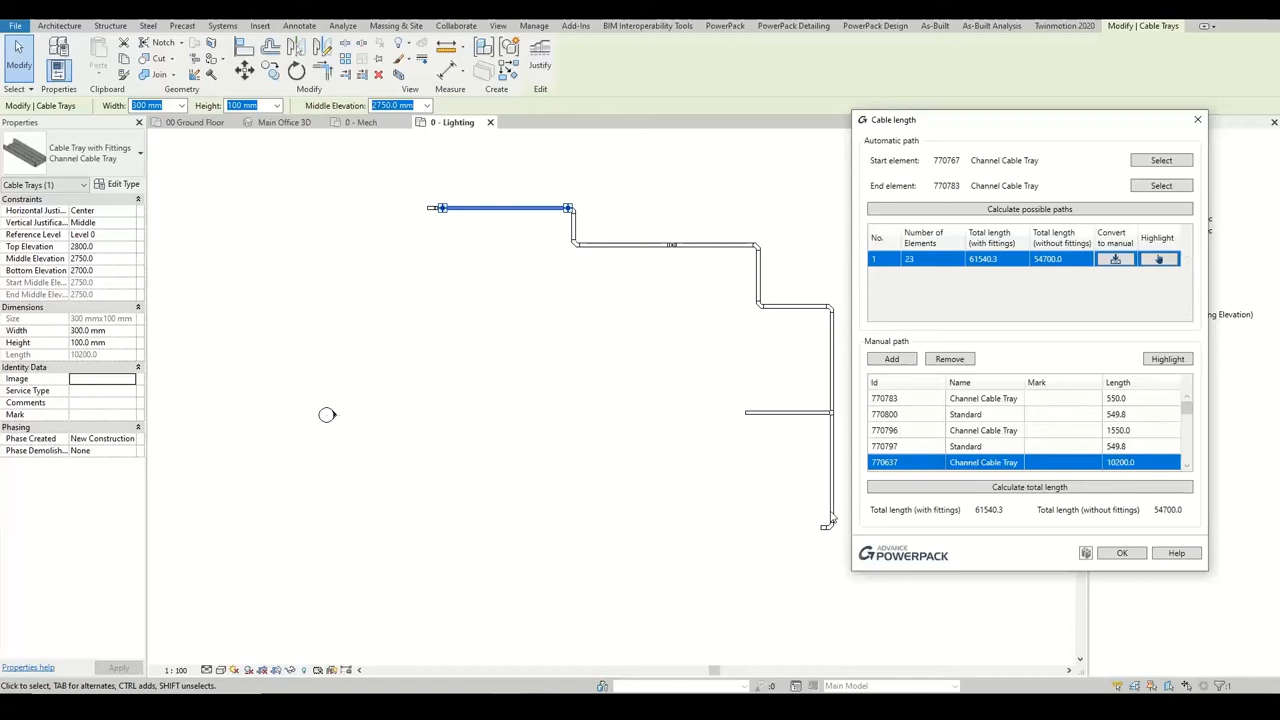 File Architecture Structure Steel Precast Systems Insert Annotate Analyze Massing & Site Collaborate View Manage Add-Ins BIM Interoperability Tools PowerPack PowerPack Detailing PowerPack Design As-Built As-Built Analysis Twinmotion 2020 Modify | Cable Trays
Modify Paste Notch Cut Join Justify
Select Properties Clipboard Geometry Modify View Measure Create Edit
Modify | Cable Trays Width: 300 mm Height: 100 mm Middle Elevation: 2750.0 mm
Properties
00 Ground Floor Main Office 3D 0 - Mech 0 - Lighting
Cable Tray with Fittings
Channel Cable Tray
Cable Trays (1) Edit Type
Constraints
Horizontal Justi... Center
Vertical Justifica... Middle
Reference Level Level 0
Top Elevation 2800.0
Middle Elevation 2750.0
Bottom Elevation 2700.0
Start Middle Elev... 2750.0
End Middle Elev... 2750.0
Dimensions
Size 300 mmx100 mm
Width 300.0 mm
Height 100.0 mm
Length 10200.0
Identity Data
Image
Service Type
Comments
Mark
Phasing
Phase Created New Construction
Phase Demolish... None
Properties help Apply
Cable length
Automatic path
Start element: 770767 Channel Cable Tray Select
End element: 770783 Channel Cable Tray Select
Calculate possible paths
No. Number of Elements Total length (with fittings) Total length (without fittings) Convert to manual Highlight
1 23 61540.3 54700.0
Manual path
Add Remove Highlight
Id Name Mark Length
770783 Channel Cable Tray 550.0
770800 Standard 549.8
770796 Channel Cable Tray 1550.0
770797 Standard 549.8
770637 Channel Cable Tray 10200.0
Calculate total length
Total length (with fittings) 61540.3 Total length (without fittings) 54700.0
ADVANCE
POWERPACK
OK Help
ng Elevation)
1 : 100
Click to select, TAB for alternates, CTRL adds, SHIFT unselects. :0 Main Model :1